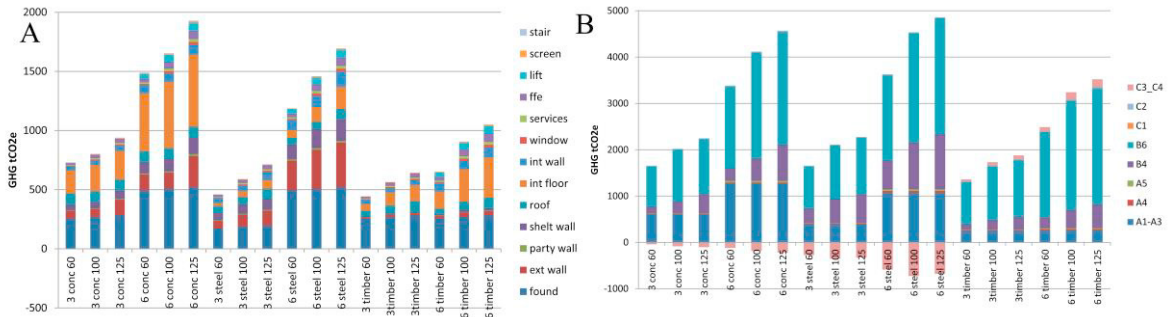 A
GHG tCO2e
2000
1500
1000
500
0
-500
3 conc 60
3 conc 100
3 conc 125
6 conc 60
6 conc 100
6 conc 125
3 steel 60
3 steel 100
3 steel 125
6 steel 60
6 steel 100
6 steel 125
3 timber 60
3timber 100
3timber 125
6 timber 60
6 timber 100
6 timber 125
stair
screen
lift
ffe
services
window
int wall
int floor
roof
shelt wall
party wall
ext wall
found
B
GHG tCO2e
5000
4000
3000
2000
1000
0
-1000
3 conc 60
3 conc 100
3 conc 125
6 conc 60
6 conc 100
6 conc 125
3 steel 60
3 steel 100
3 steel 125
6 steel 60
6 steel 100
6 steel 125
3 timber 60
3timber 100
3timber 125
6 timber 60
6 timber 100
6 timber 125
C3_C4
C2
C1
B6
B4
A5
A4
A1-A3